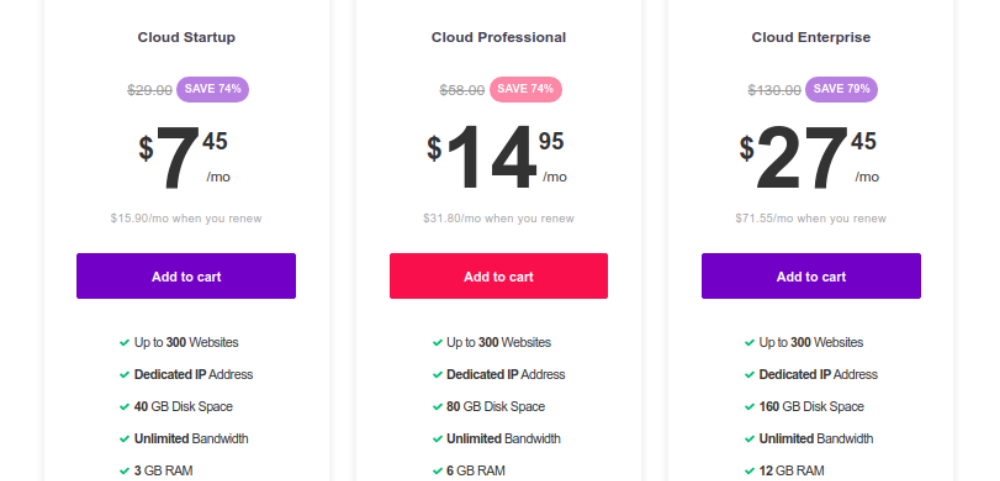 Cloud Startup
$29.00 SAVE 74%
$7.45
/mo
$15.90/mo when you renew
Add to cart
Up to 300 Websites
Dedicated IP Address
40 GB Disk Space
Unlimited Bandwidth
3 GB RAM
Cloud Professional
$58.00 SAVE 74%
$14.95
/mo
$31.80/mo when you renew
Add to cart
Up to 300 Websites
Dedicated IP Address
80 GB Disk Space
Unlimited Bandwidth
6 GB RAM
Cloud Enterprise
$130.00 SAVE 79%
$27.45
/mo
$71.55/mo when you renew
Add to cart
Up to 300 Websites
Dedicated IP Address
160 GB Disk Space
Unlimited Bandwidth
12 GB RAM